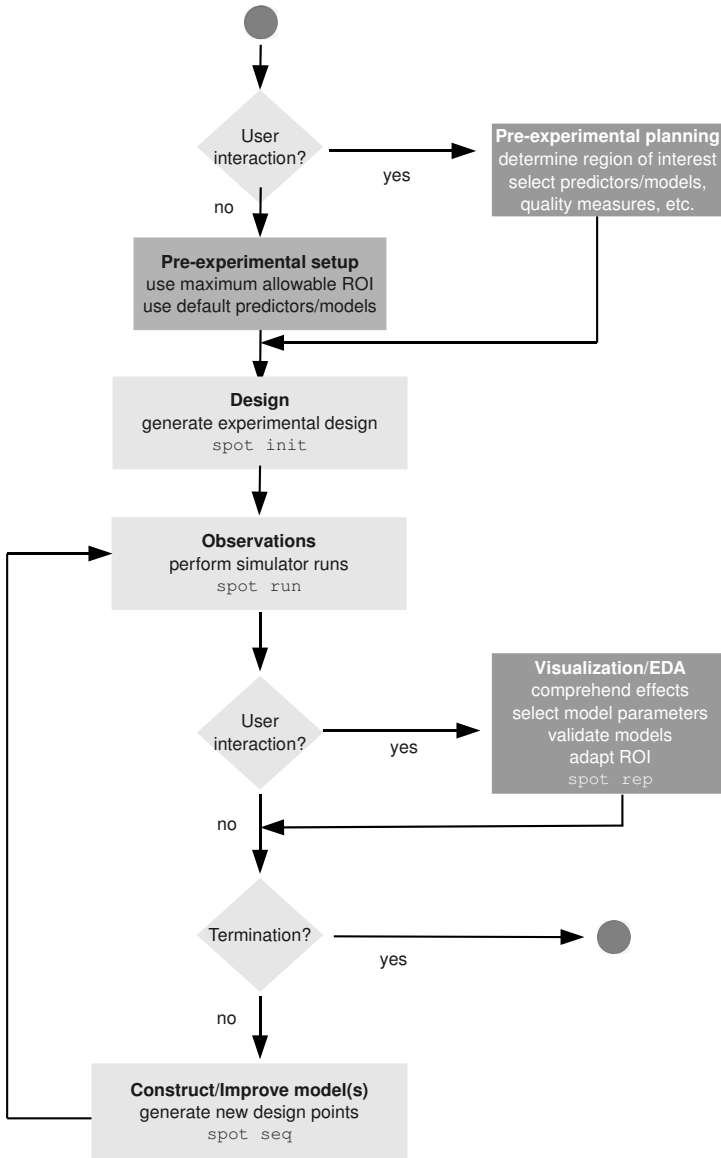 User
interaction?
yes
no
Pre-experimental planning
determine region of interest
select predictors/models,
quality measures, etc.
Pre-experimental setup
use maximum allowable ROI
use default predictors/models
Design
generate experimental design
spot init
Observations
perform simulator runs
spot run
User
interaction?
yes
no
Visualization/EDA
comprehend effects
select model parameters
validate models
adapt ROI
spot rep
Termination?
yes
no
Construct/Improve model(s)
generate new design points
spot seq